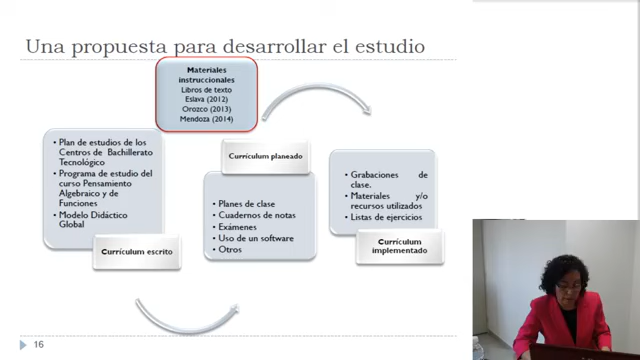 Una propuesta para desarrollar el estudio
Materiales
instruccionales
Libros de texto
Eslava (2012)
Orozco (2013)
Mendoza (2014)
• Plan de estudios de los
Centros de Bachillerato
Tecnológico
• Programa de estudio del
curso Pensamiento
Algebraico y de
Funciones
• Modelo Didáctico
Global
Currículum escrito
Currículum planeado
• Planes de clase
• Cuadernos de notas
• Exámenes
• Uso de un software
• Otros
• Grabaciones de
clase.
• Materiales y/o
recursos utilizados
• Listas de ejercicios
Currículum
implementado
16